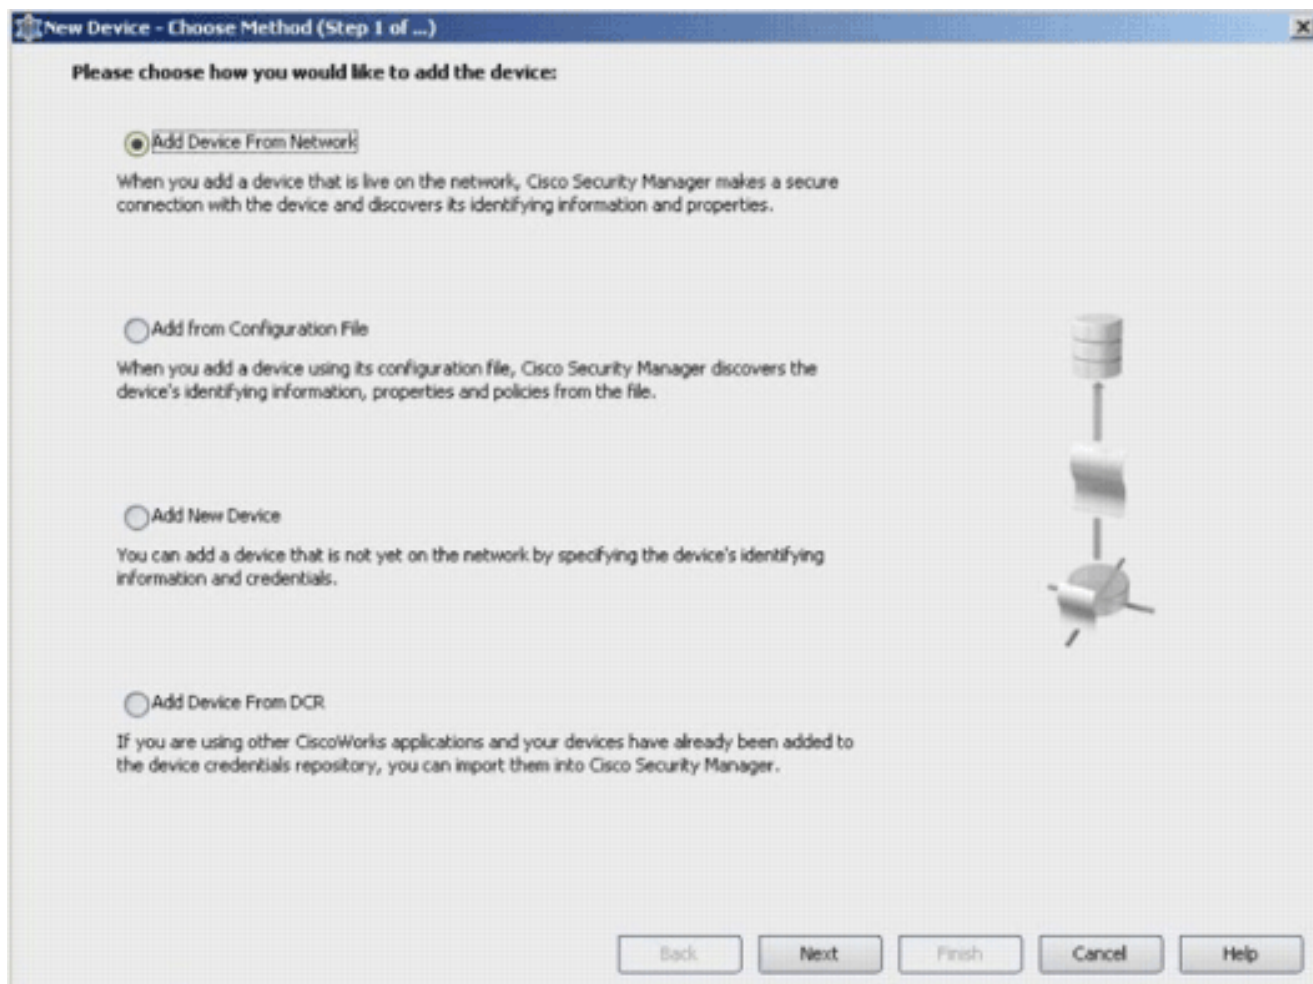 New Device - Choose Method (Step 1 of ...)
Please choose how you would like to add the device:
Add Device From Network
When you add a device that is live on the network, Cisco Security Manager makes a secure
connection with the device and discovers its identifying information and properties.
Add from Configuration File
When you add a device using its configuration file, Cisco Security Manager discovers the
device's identifying information, properties and policies from the file.
Add New Device
You can add a device that is not yet on the network by specifying the device's identifying
information and credentials.
Add Device From DCR
If you are using other CiscoWorks applications and your devices have already been added to
the device credentials repository, you can import them into Cisco Security Manager.
Back Next Finish Cancel Help